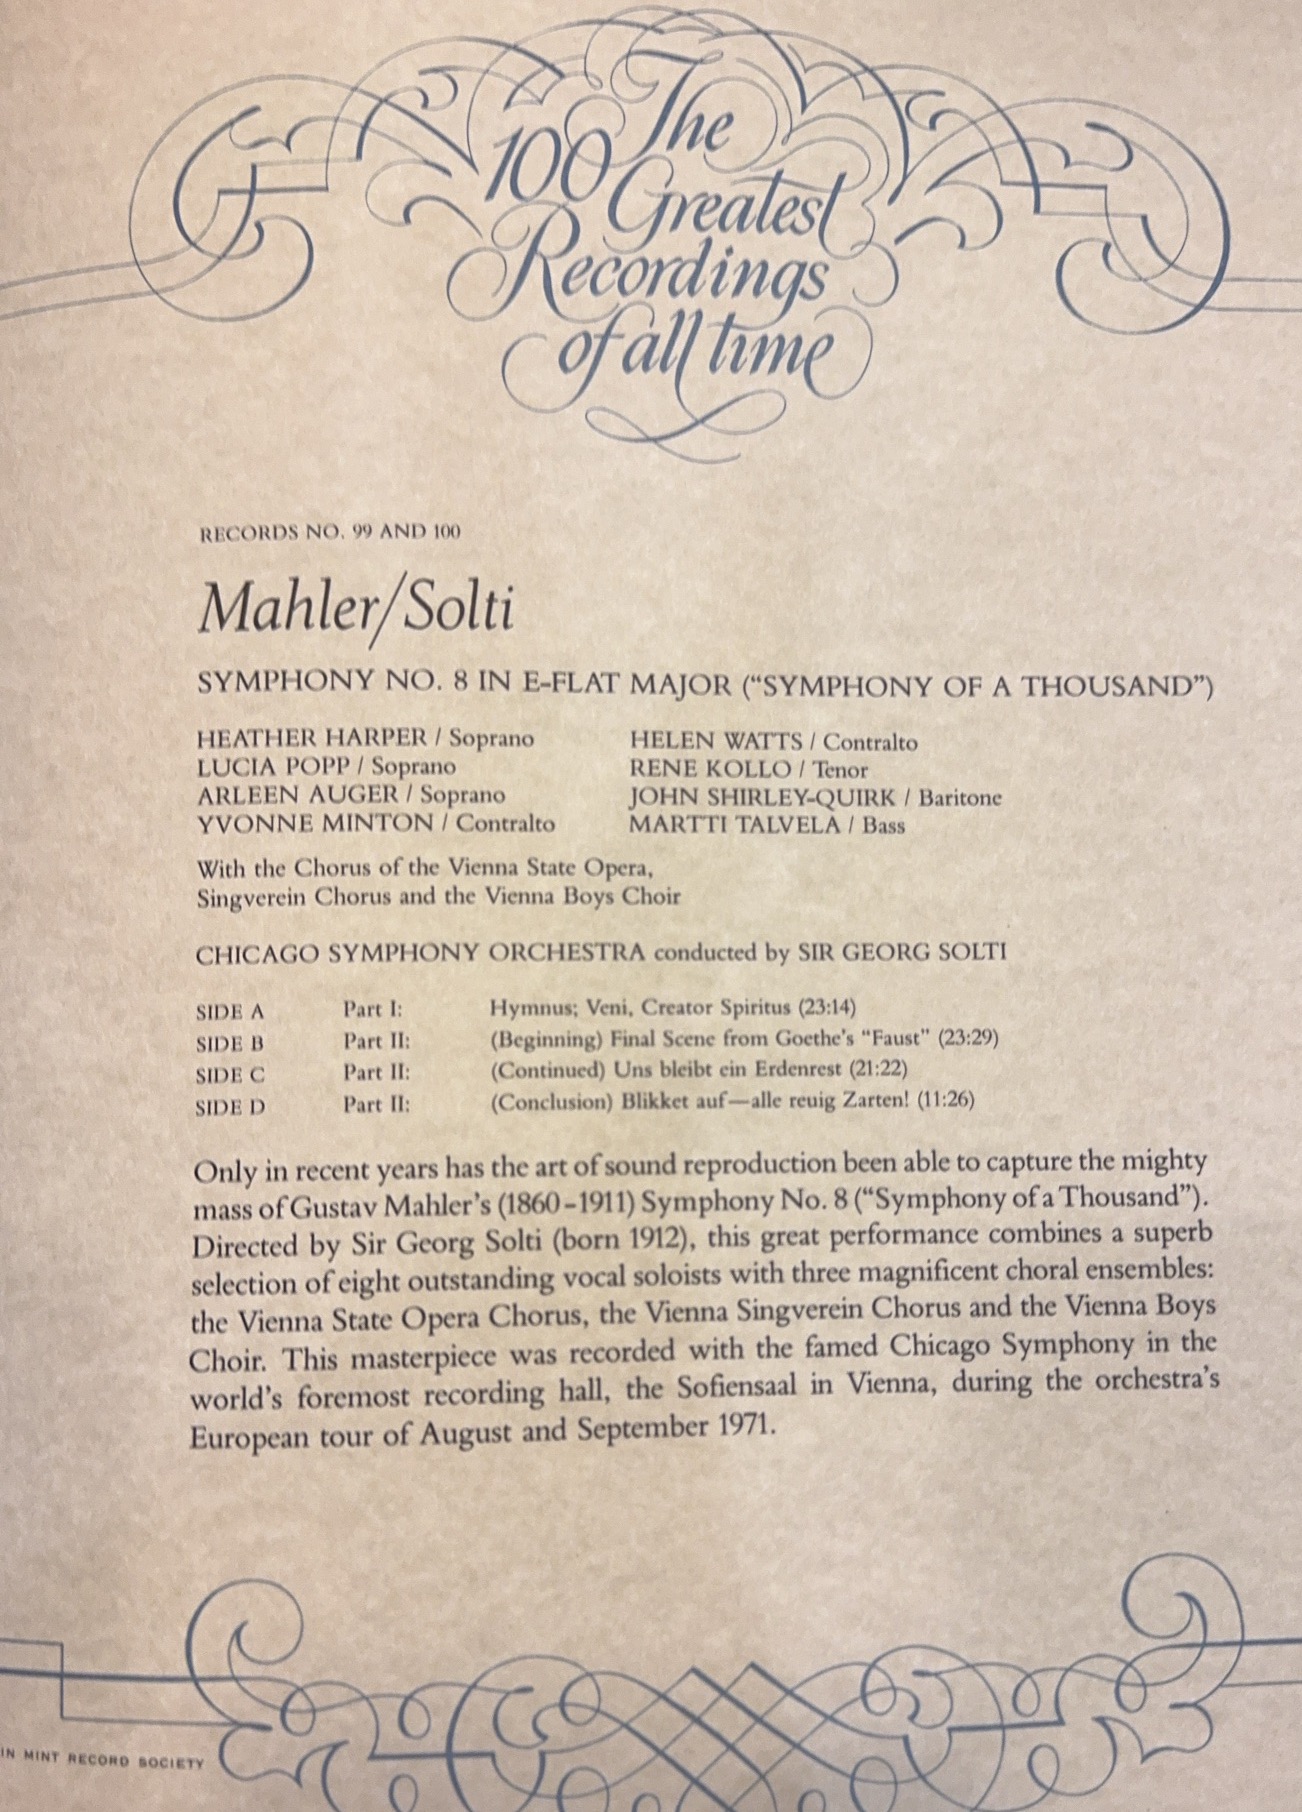 The
100 Greatest
Recordings
of all time
RECORDS NO. 99 AND 100
Mahler/Solti
SYMPHONY NO. 8 IN E-FLAT MAJOR (“SYMPHONY OF A THOUSAND”)
HEATHER HARPER / Soprano
LUCIA POPP / Soprano
ARLEEN AUGER / Soprano
YVONNE MINTON / Contralto
HELEN WATTS / Contralto
RENE KOLLO / Tenor
JOHN SHIRLEY-QUIRK / Baritone
MARTTI TALVELA / Bass
With the Chorus of the Vienna State Opera,
Singverein Chorus and the Vienna Boys Choir
CHICAGO SYMPHONY ORCHESTRA conducted by SIR GEORG SOLTI
SIDE A Part I: Hymnus; Veni, Creator Spiritus (23:14)
SIDE B Part II: (Beginning) Final Scene from Goethe’s “Faust” (23:29)
SIDE C Part II: (Continued) Uns bleibt ein Erdenrest (21:22)
SIDE D Part II: (Conclusion) Blikket auf—alle reuig Zarten! (11:26)
Only in recent years has the art of sound reproduction been able to capture the mighty
mass of Gustav Mahler’s (1860–1911) Symphony No. 8 (“Symphony of a Thousand”).
Directed by Sir Georg Solti (born 1912), this great performance combines a superb
selection of eight outstanding vocal soloists with three magnificent choral ensembles:
the Vienna State Opera Chorus, the Vienna Singverein Chorus and the Vienna Boys
Choir. This masterpiece was recorded with the famed Chicago Symphony in the
world’s foremost recording hall, the Sofiensaal in Vienna, during the orchestra’s
European tour of August and September 1971.
IN MINT RECORD SOCIETY